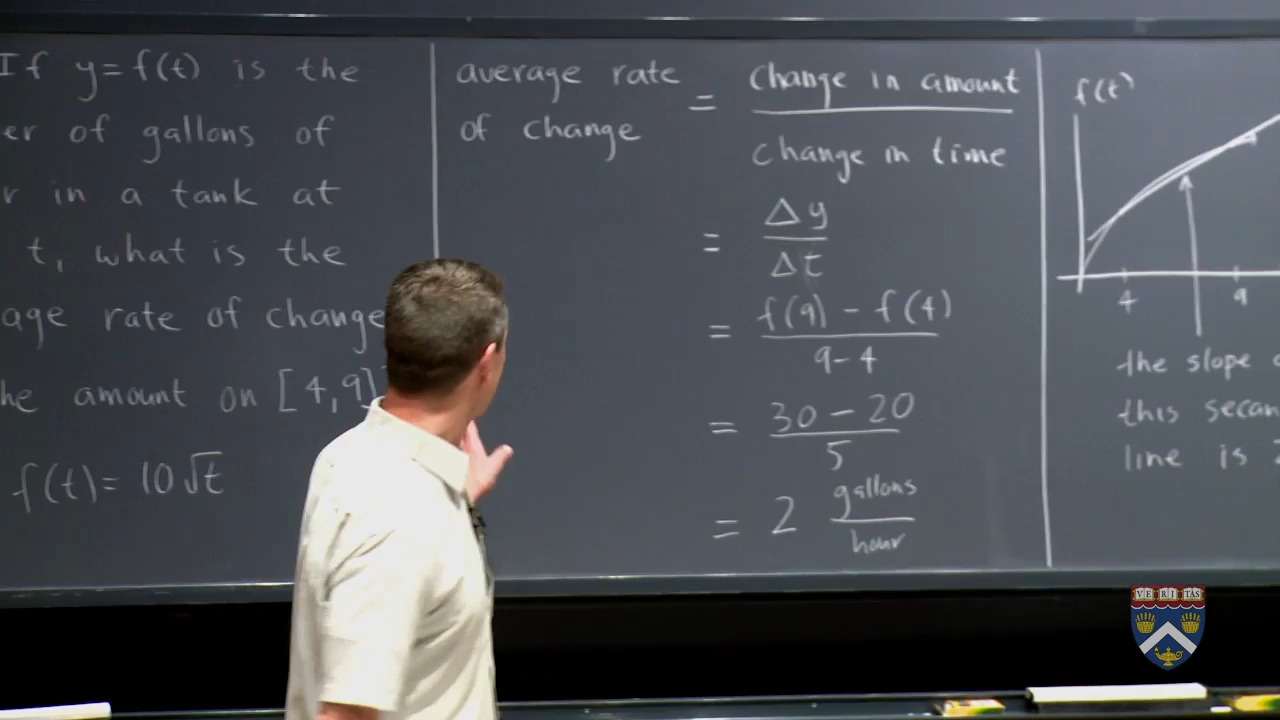 If y=f(t) is the
er of gallons of
r in a tank at
t, what is the
age rate of change
he amount on [4,9]
f(t)= 10√t
average rate
of change
= change in amount
change in time
= Δy
Δt
= f(9) - f(4)
9-4
= 30 - 20
5
= 2 gallons
hour
f(t)
4 9
the slope
this secan
line is
VERITAS